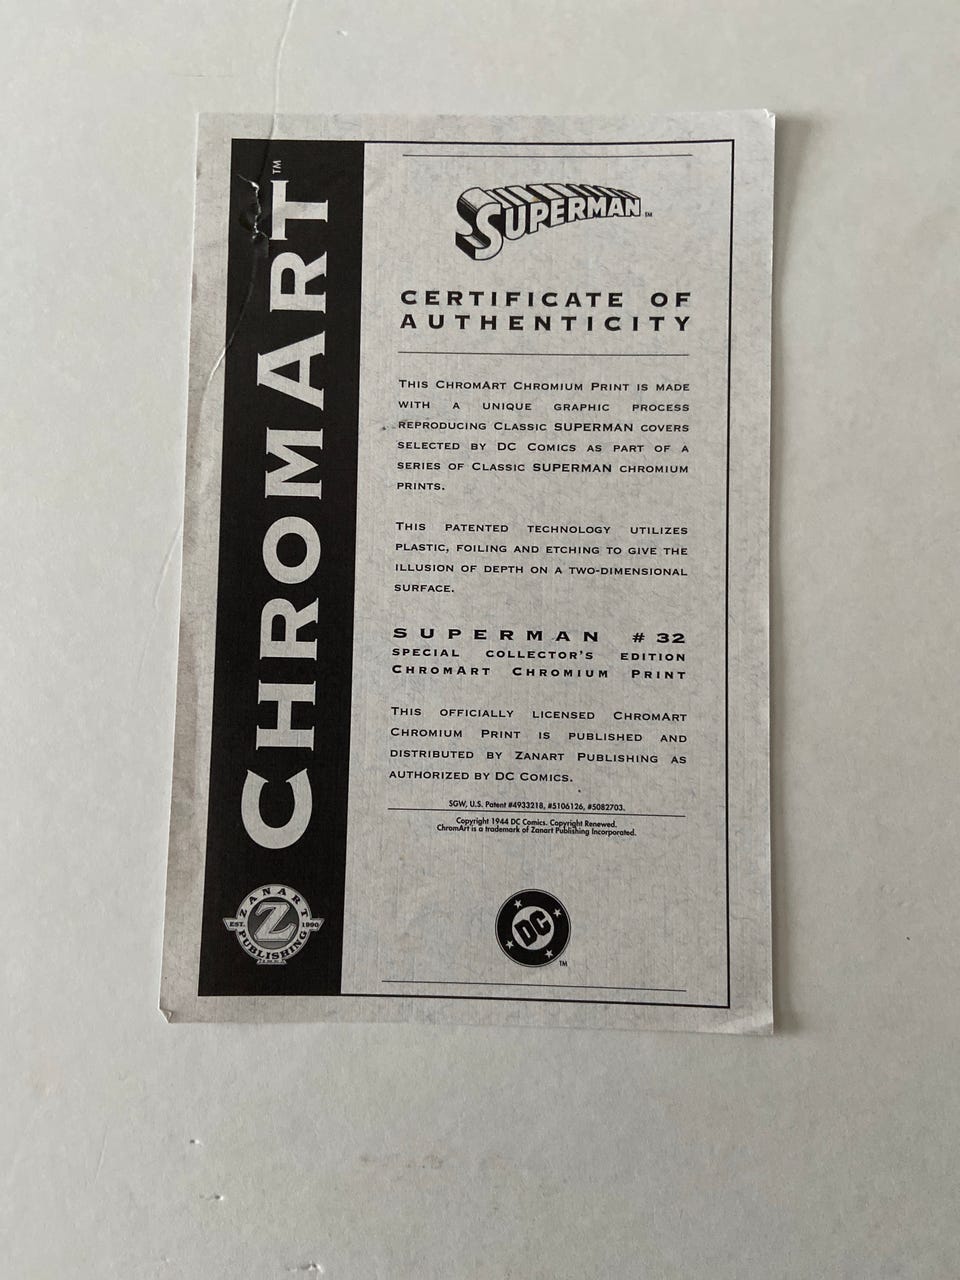 CHROMART™
SUPERMAN™
CERTIFICATE OF
AUTHENTICITY
THIS CHROMART CHROMIUM PRINT IS MADE
WITH A UNIQUE GRAPHIC PROCESS
REPRODUCING CLASSIC SUPERMAN COVERS
SELECTED BY DC COMICS AS PART OF A
SERIES OF CLASSIC SUPERMAN CHROMIUM
PRINTS.
THIS PATENTED TECHNOLOGY UTILIZES
PLASTIC, FOILING AND ETCHING TO GIVE THE
ILLUSION OF DEPTH ON A TWO-DIMENSIONAL
SURFACE.
SUPERMAN # 32
SPECIAL COLLECTOR'S EDITION
CHROMART CHROMIUM PRINT
THIS OFFICIALLY LICENSED CHROMART
CHROMIUM PRINT IS PUBLISHED AND
DISTRIBUTED BY ZANART PUBLISHING AS
AUTHORIZED BY DC COMICS.
SGW, U.S. Patent #4933218, #5106126, #5082703.
Copyright 1944 DC Comics. Copyright Renewed.
ChromArt is a trademark of Zanart Publishing Incorporated.
ZANART
EST. Z 1990
PUBLISHING
INC.
DC™